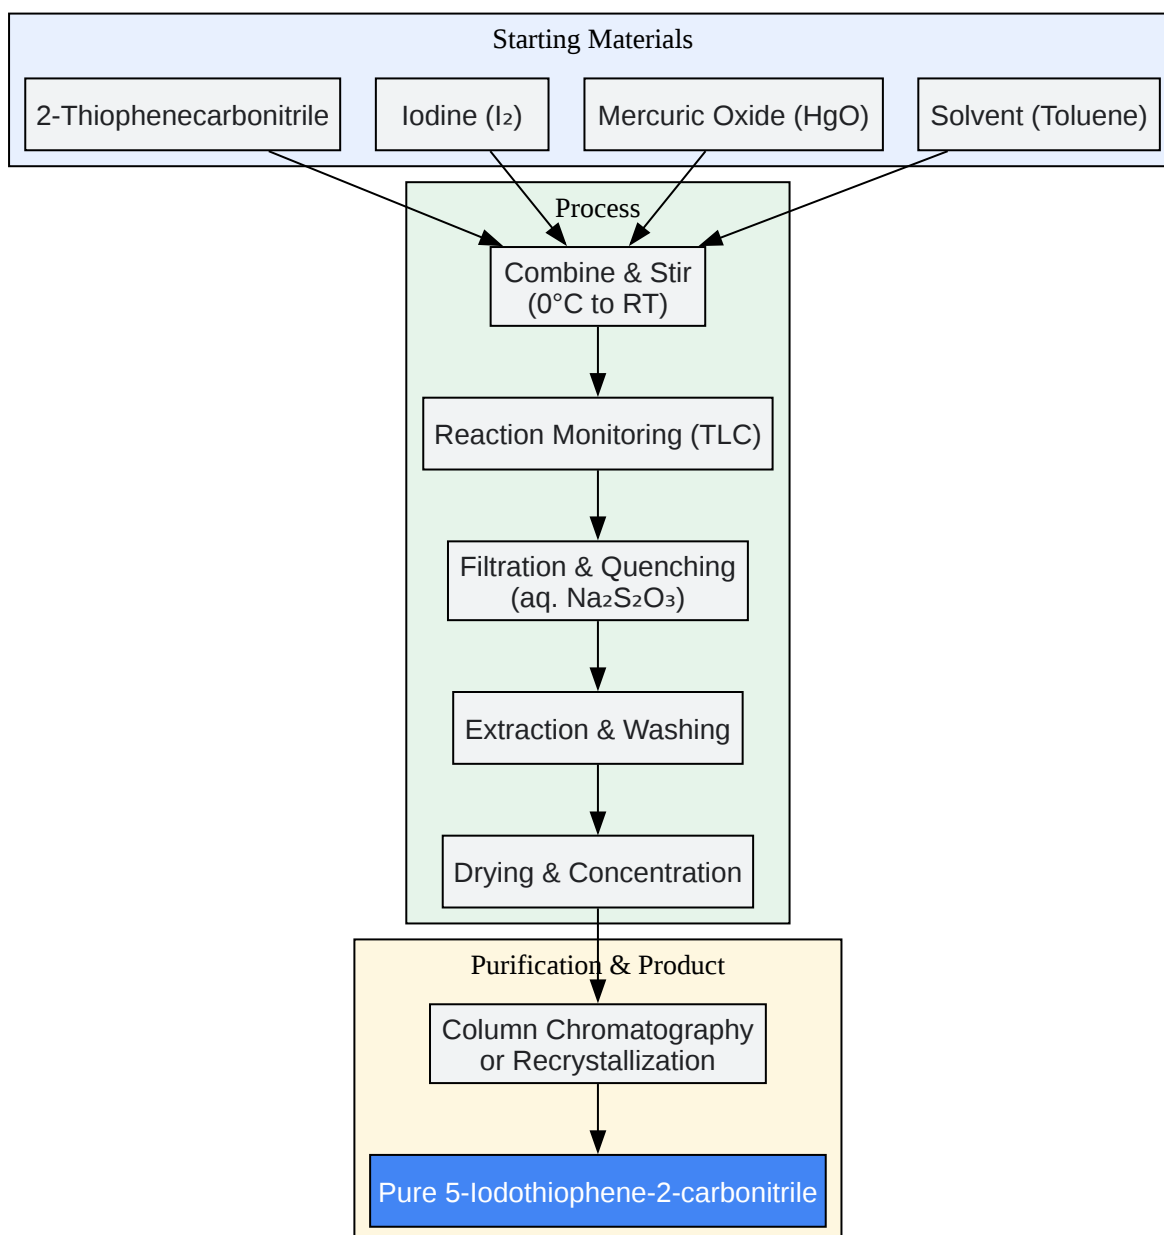 Starting Materials
2-Thiophenecarbonitrile
Iodine (I₂)
Mercuric Oxide (HgO)
Solvent (Toluene)
Process
Combine & Stir
(0°C to RT)
Reaction Monitoring (TLC)
Filtration & Quenching
(aq. Na₂S₂O₃)
Extraction & Washing
Drying & Concentration
Purification & Product
Column Chromatography
or Recrystallization
Pure 5-Iodothiophene-2-carbonitrile